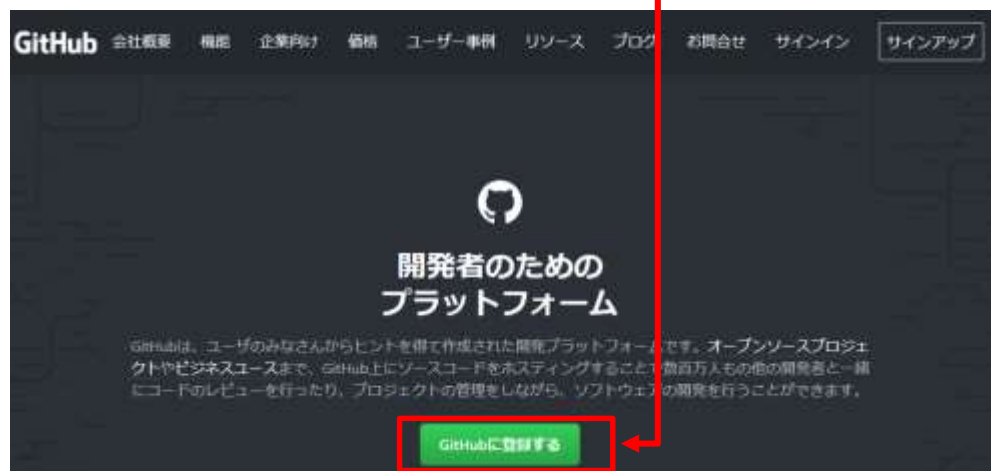 GitHub 会社概要 機能 企業向け 価格 ユーザー事例 リソース ブログ お問合せ サインイン サインアップ
開発者のための
プラットフォーム
GitHubは、ユーザのみなさんからヒントを得て作成された開発プラットフォームです。オープンソースプロジェ
クトやビジネスユースまで、GitHub上にソースコードをホスティングすることで数百万人もの他の開発者と一緒
にコードのレビューを行ったり、プロジェクトの管理をしながら、ソフトウェアの開発を行うことができます。
GitHubに登録する